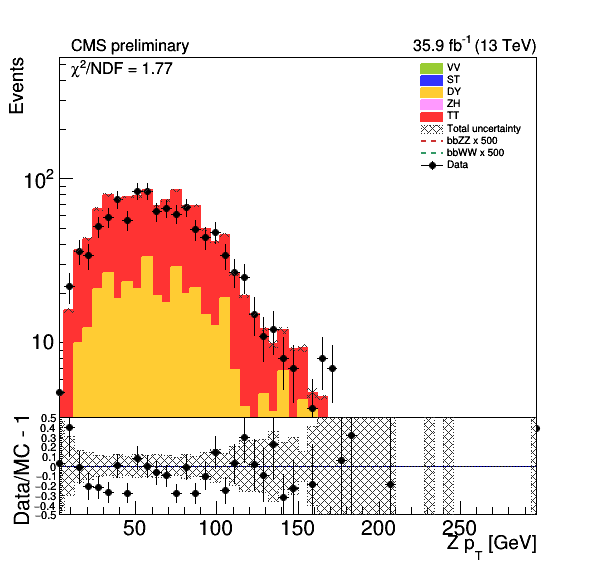 CMS preliminary
35.9 fb⁻¹ (13 TeV)
Events
χ²/NDF = 1.77
VV
ST
DY
ZH
TT
Total uncertainty
bbZZ x 500
bbWW x 500
Data
10²
10
Data/MC - 1
0.5
0.4
0.3
0.2
0.1
0
−0.1
−0.2
−0.3
−0.4
−0.5
50
100
150
200
250
Z p_T [GeV]